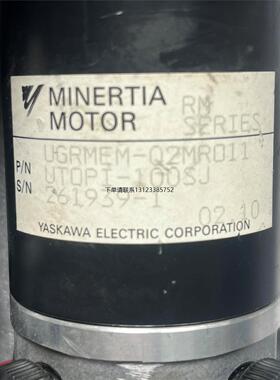 MINERTIA
MOTOR
RM
SERIES
P/N UGRMEM-02MRO11
UTOPI-100SJ
S/N 261939-1
02.10
下单请联系13123385752
YASKAWA ELECTRIC CORPORATION